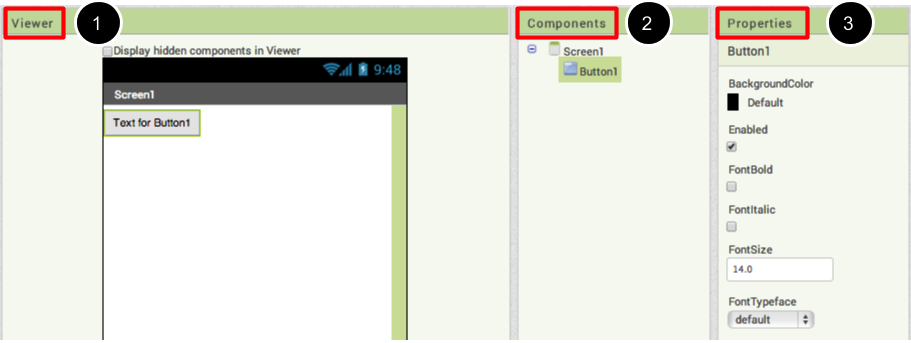 Viewer
1
Display hidden components in Viewer
9:48
Screen1
Text for Button1
Components
2
Screen1
Button1
Properties
3
Button1
BackgroundColor
Default
Enabled
FontBold
FontItalic
FontSize
14.0
FontTypeface
default